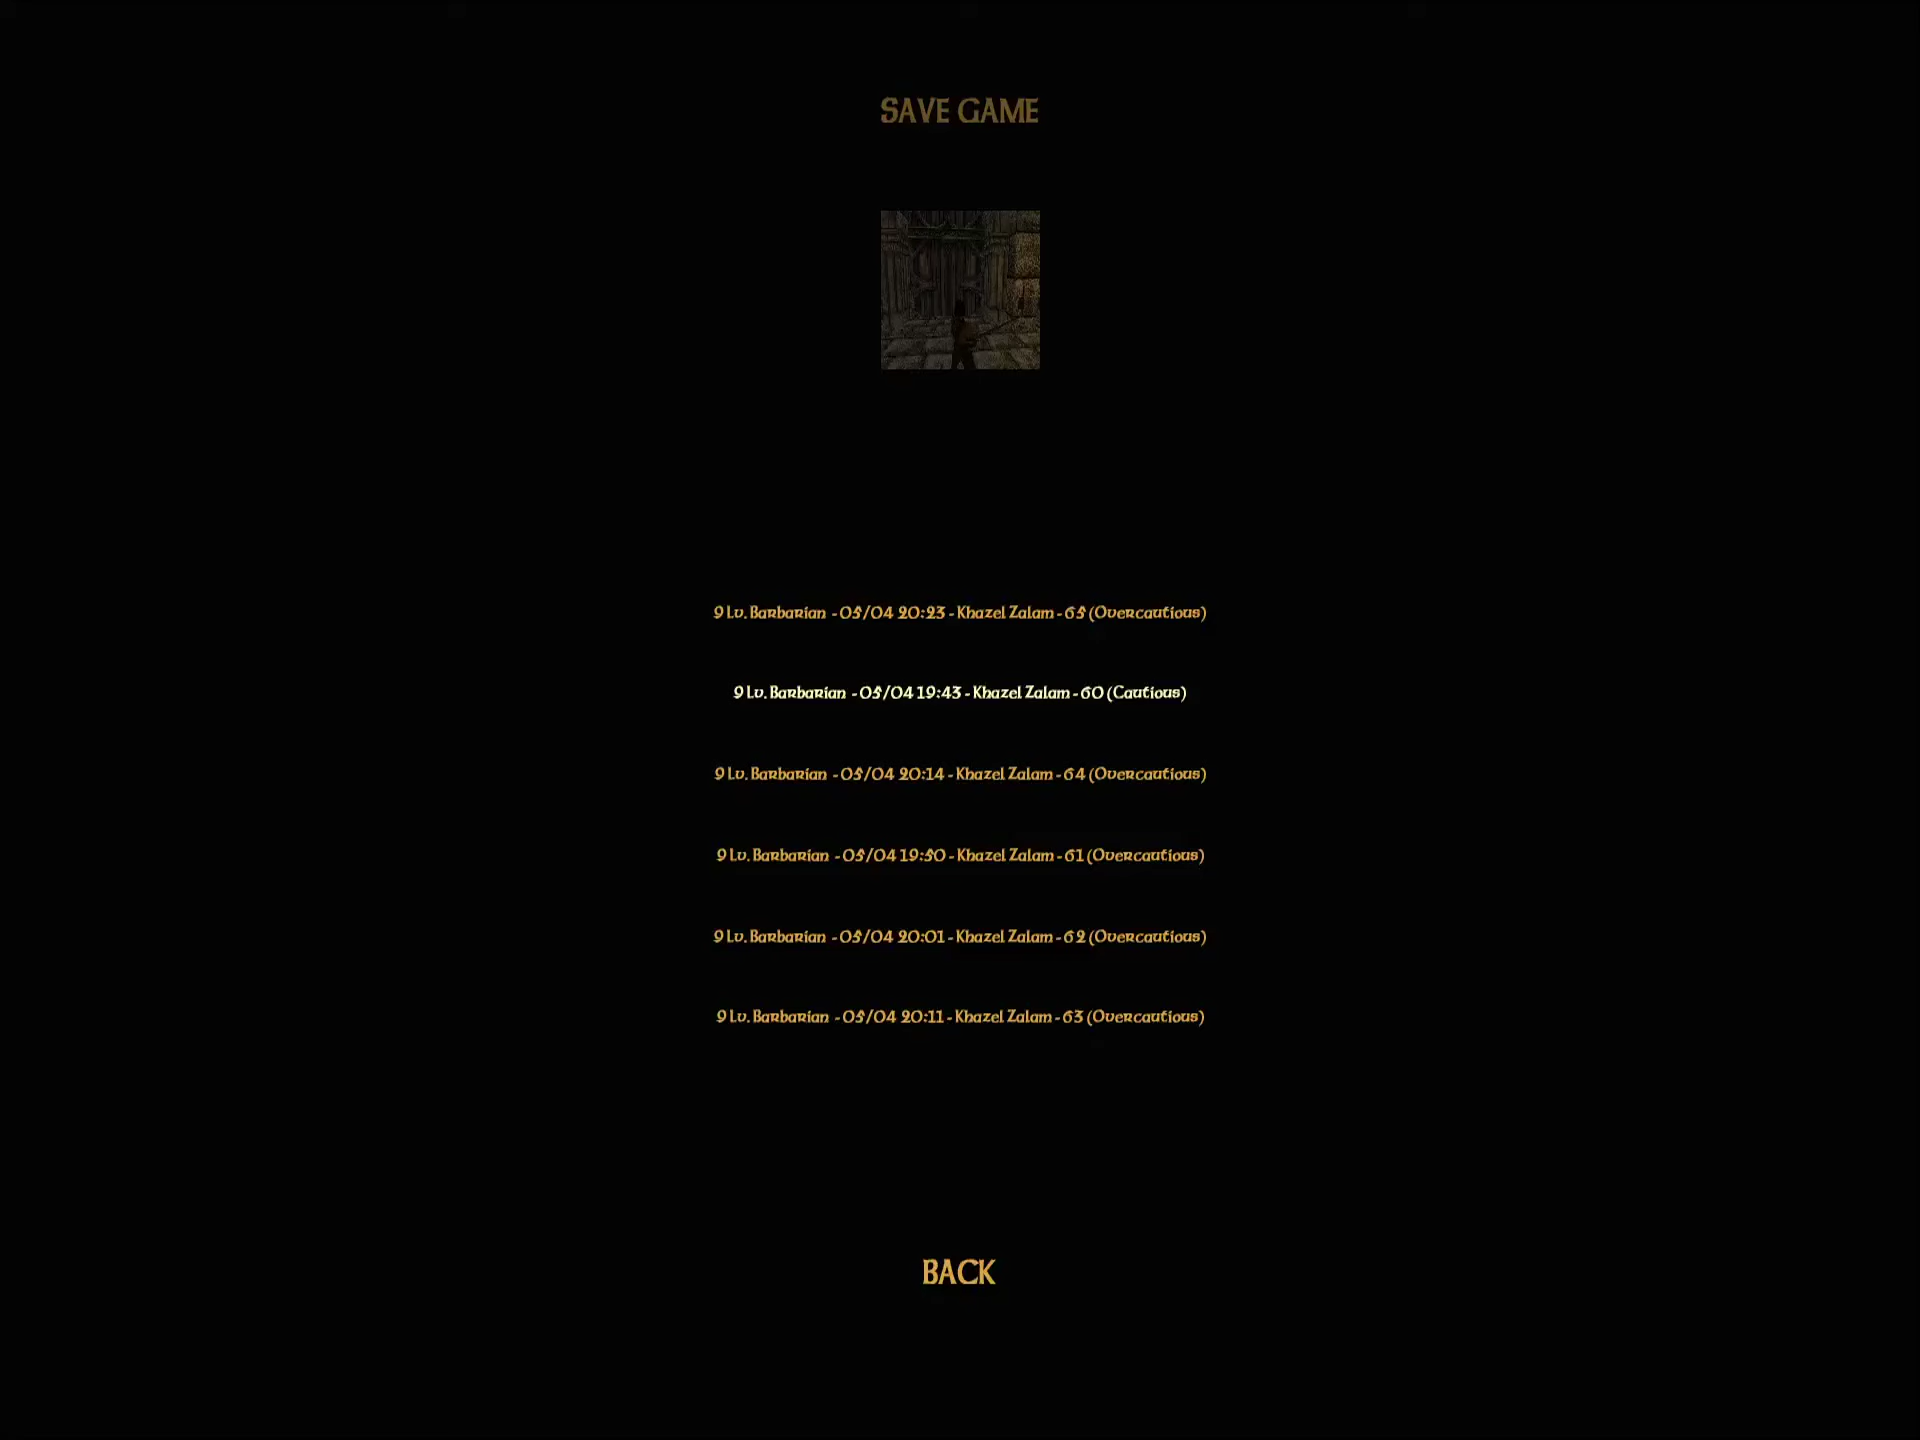 SAVE GAME
9 Lv. Barbarian - 05/04 20:23 - Khazel Zalam - 65 (Overcautious)
9 Lv. Barbarian - 05/04 19:43 - Khazel Zalam - 60 (Cautious)
9 Lv. Barbarian - 05/04 20:14 - Khazel Zalam - 64 (Overcautious)
9 Lv. Barbarian - 05/04 19:50 - Khazel Zalam - 61 (Overcautious)
9 Lv. Barbarian - 05/04 20:01 - Khazel Zalam - 62 (Overcautious)
9 Lv. Barbarian - 05/04 20:11 - Khazel Zalam - 63 (Overcautious)
BACK